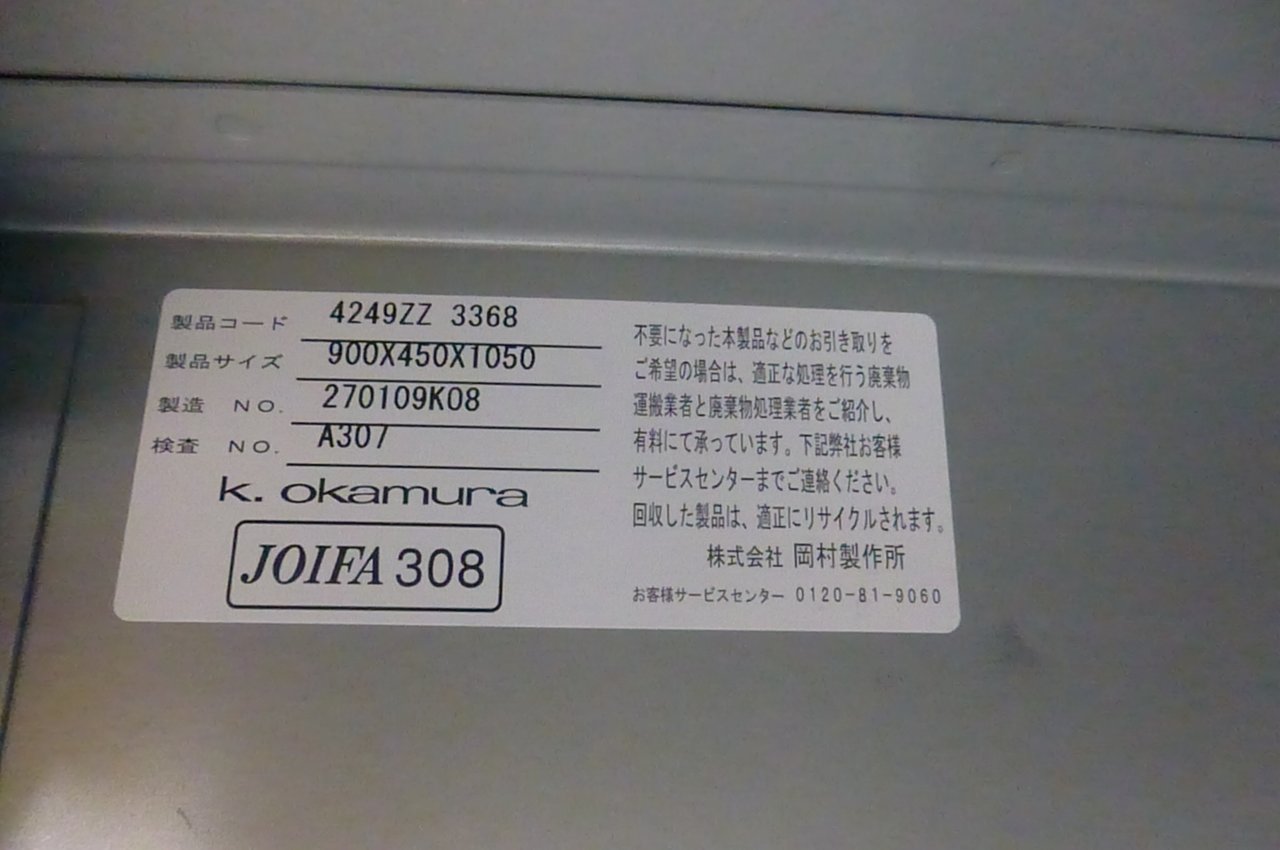 製品コード 4249ZZ 3368
製品サイズ 900X450X1050
製造 NO. 270109K08
検査 NO. A307
k. okamura
JOIFA 308
不要になった本製品などのお引き取りを
ご希望の場合は、適正な処理を行う廃棄物
運搬業者と廃棄物処理業者をご紹介し、
有料にて承っています。下記弊社お客様
サービスセンターまでご連絡ください。
回収した製品は、適正にリサイクルされます。
株式会社 岡村製作所
お客様サービスセンター 0120-81-9060